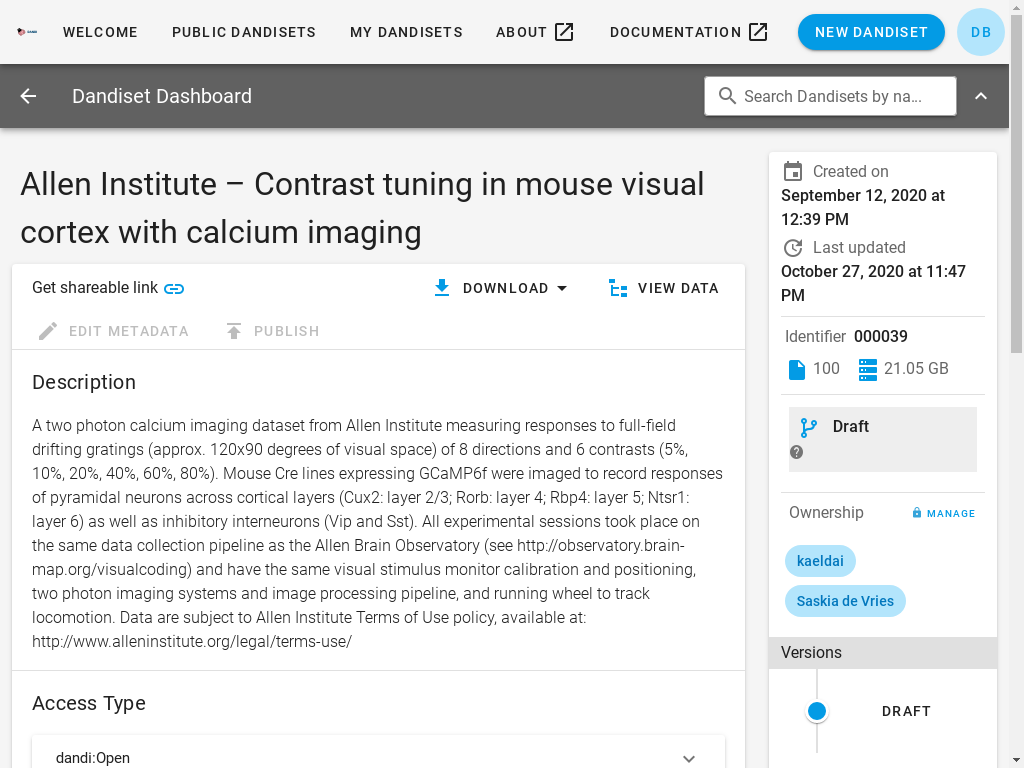 WELCOME PUBLIC DANDISETS MY DANDISETS ABOUT DOCUMENTATION NEW DANDISET DB
Dandiset Dashboard
Search Dandisets by na...
Allen Institute – Contrast tuning in mouse visual
cortex with calcium imaging
Get shareable link DOWNLOAD VIEW DATA
EDIT METADATA PUBLISH
Description
A two photon calcium imaging dataset from Allen Institute measuring responses to full-field
drifting gratings (approx. 120x90 degrees of visual space) of 8 directions and 6 contrasts (5%,
10%, 20%, 40%, 60%, 80%). Mouse Cre lines expressing GCaMP6f were imaged to record responses
of pyramidal neurons across cortical layers (Cux2: layer 2/3; Rorb: layer 4; Rbp4: layer 5; Ntsr1:
layer 6) as well as inhibitory interneurons (Vip and Sst). All experimental sessions took place on
the same data collection pipeline as the Allen Brain Observatory (see http://observatory.brain-
map.org/visualcoding) and have the same visual stimulus monitor calibration and positioning,
two photon imaging systems and image processing pipeline, and running wheel to track
locomotion. Data are subject to Allen Institute Terms of Use policy, available at:
http://www.alleninstitute.org/legal/terms-use/
Access Type
dandi:Open
Created on
September 12, 2020 at
12:39 PM
Last updated
October 27, 2020 at 11:47
PM
Identifier 000039
100 21.05 GB
Draft
Ownership MANAGE
kaeldai
Saskia de Vries
Versions
DRAFT